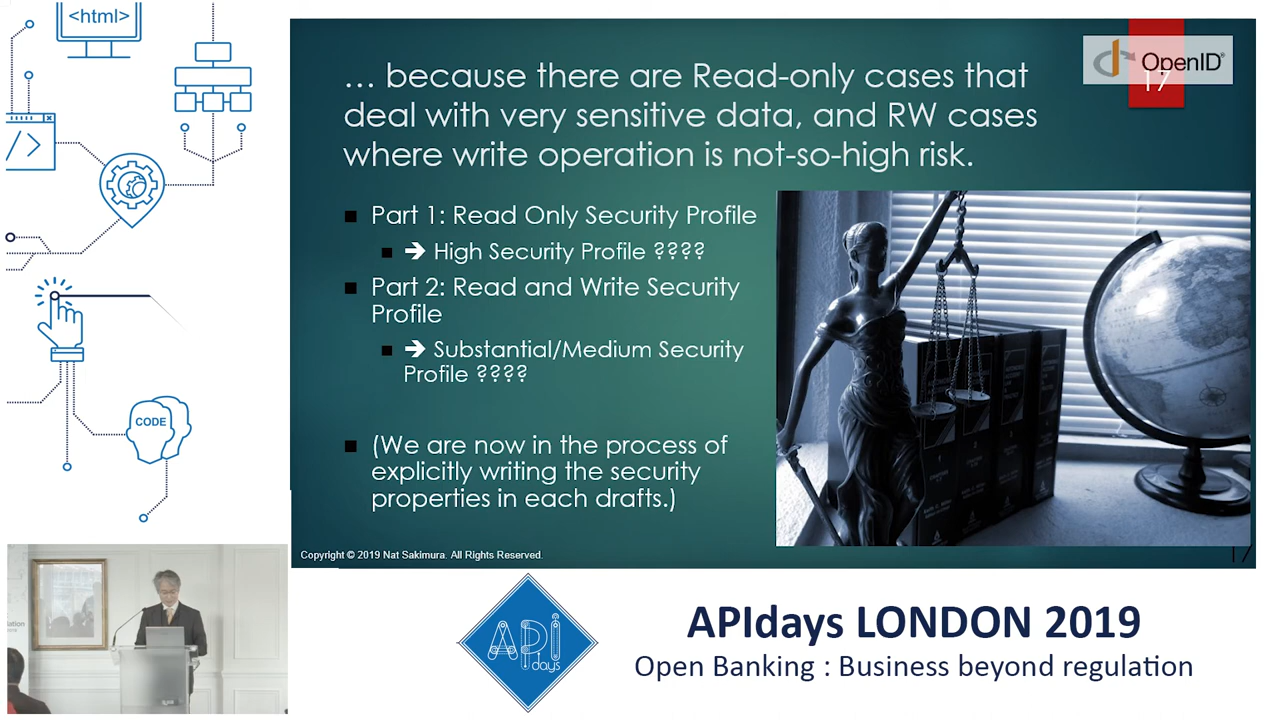 <html>
… because there are Read-only cases that
deal with very sensitive data, and RW cases
where write operation is not-so-high risk.
OpenID®
17
Part 1: Read Only Security Profile
➔ High Security Profile ????
Part 2: Read and Write Security
Profile
➔ Substantial/Medium Security
Profile ????
(We are now in the process of
explicitly writing the security
properties in each drafts.)
Copyright © 2019 Nat Sakimura. All Rights Reserved.
17
</>
CODE
API
days
APIdays LONDON 2019
Open Banking : Business beyond regulation